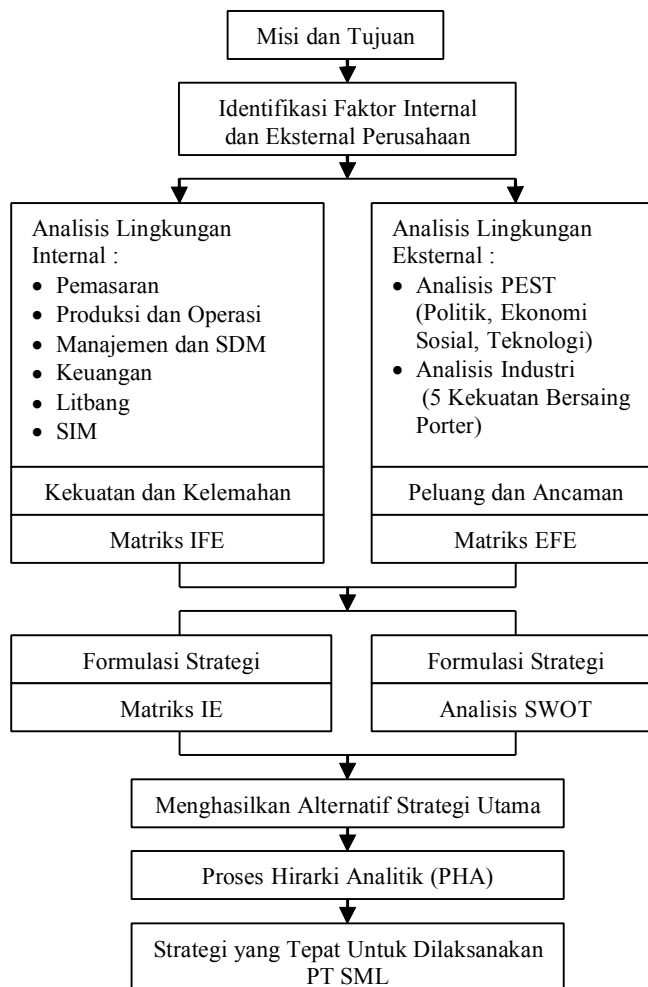 Misi dan Tujuan
Identifikasi Faktor Internal
dan Eksternal Perusahaan
Analisis Lingkungan
Internal :
• Pemasaran
• Produksi dan Operasi
• Manajemen dan SDM
• Keuangan
• Litbang
• SIM
Kekuatan dan Kelemahan
Matriks IFE
Analisis Lingkungan
Eksternal :
• Analisis PEST
(Politik, Ekonomi
Sosial, Teknologi)
• Analisis Industri
(5 Kekuatan Bersaing
Porter)
Peluang dan Ancaman
Matriks EFE
Formulasi Strategi
Matriks IE
Formulasi Strategi
Analisis SWOT
Menghasilkan Alternatif Strategi Utama
Proses Hirarki Analitik (PHA)
Strategi yang Tepat Untuk Dilaksanakan
PT SML